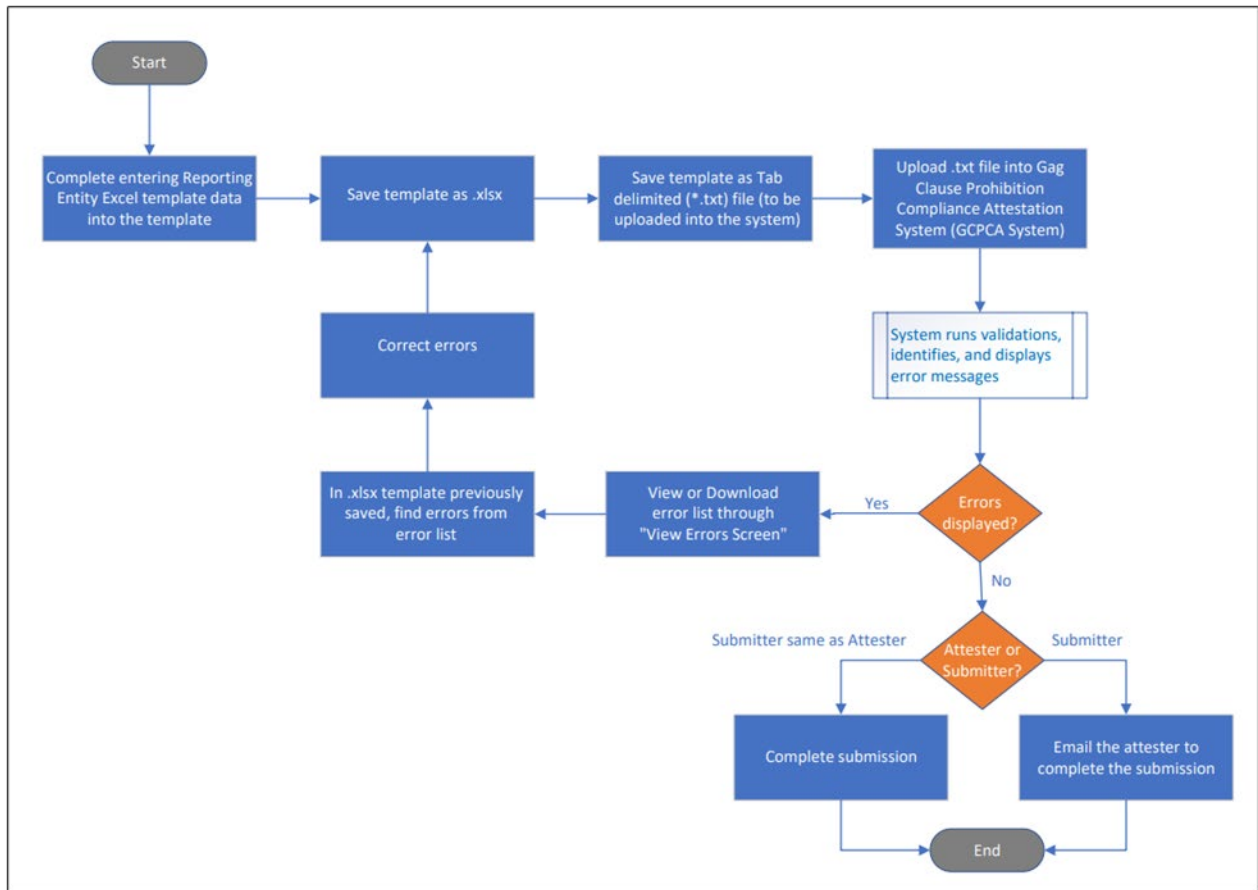 Start
Complete entering Reporting
Entity Excel template data
into the template
Save template as .xlsx
Save template as Tab
delimited (*.txt) file (to be
uploaded into the system)
Upload .txt file into Gag
Clause Prohibition
Compliance Attestation
System (GCPCA System)
System runs validations,
identifies, and displays
error messages
Errors
displayed?
Yes
View or Download
error list through
"View Errors Screen"
In .xlsx template previously
saved, find errors from
error list
Correct errors
No
Attester or
Submitter?
Submitter same as Attester
Submitter
Complete submission
Email the attester to
complete the submission
End